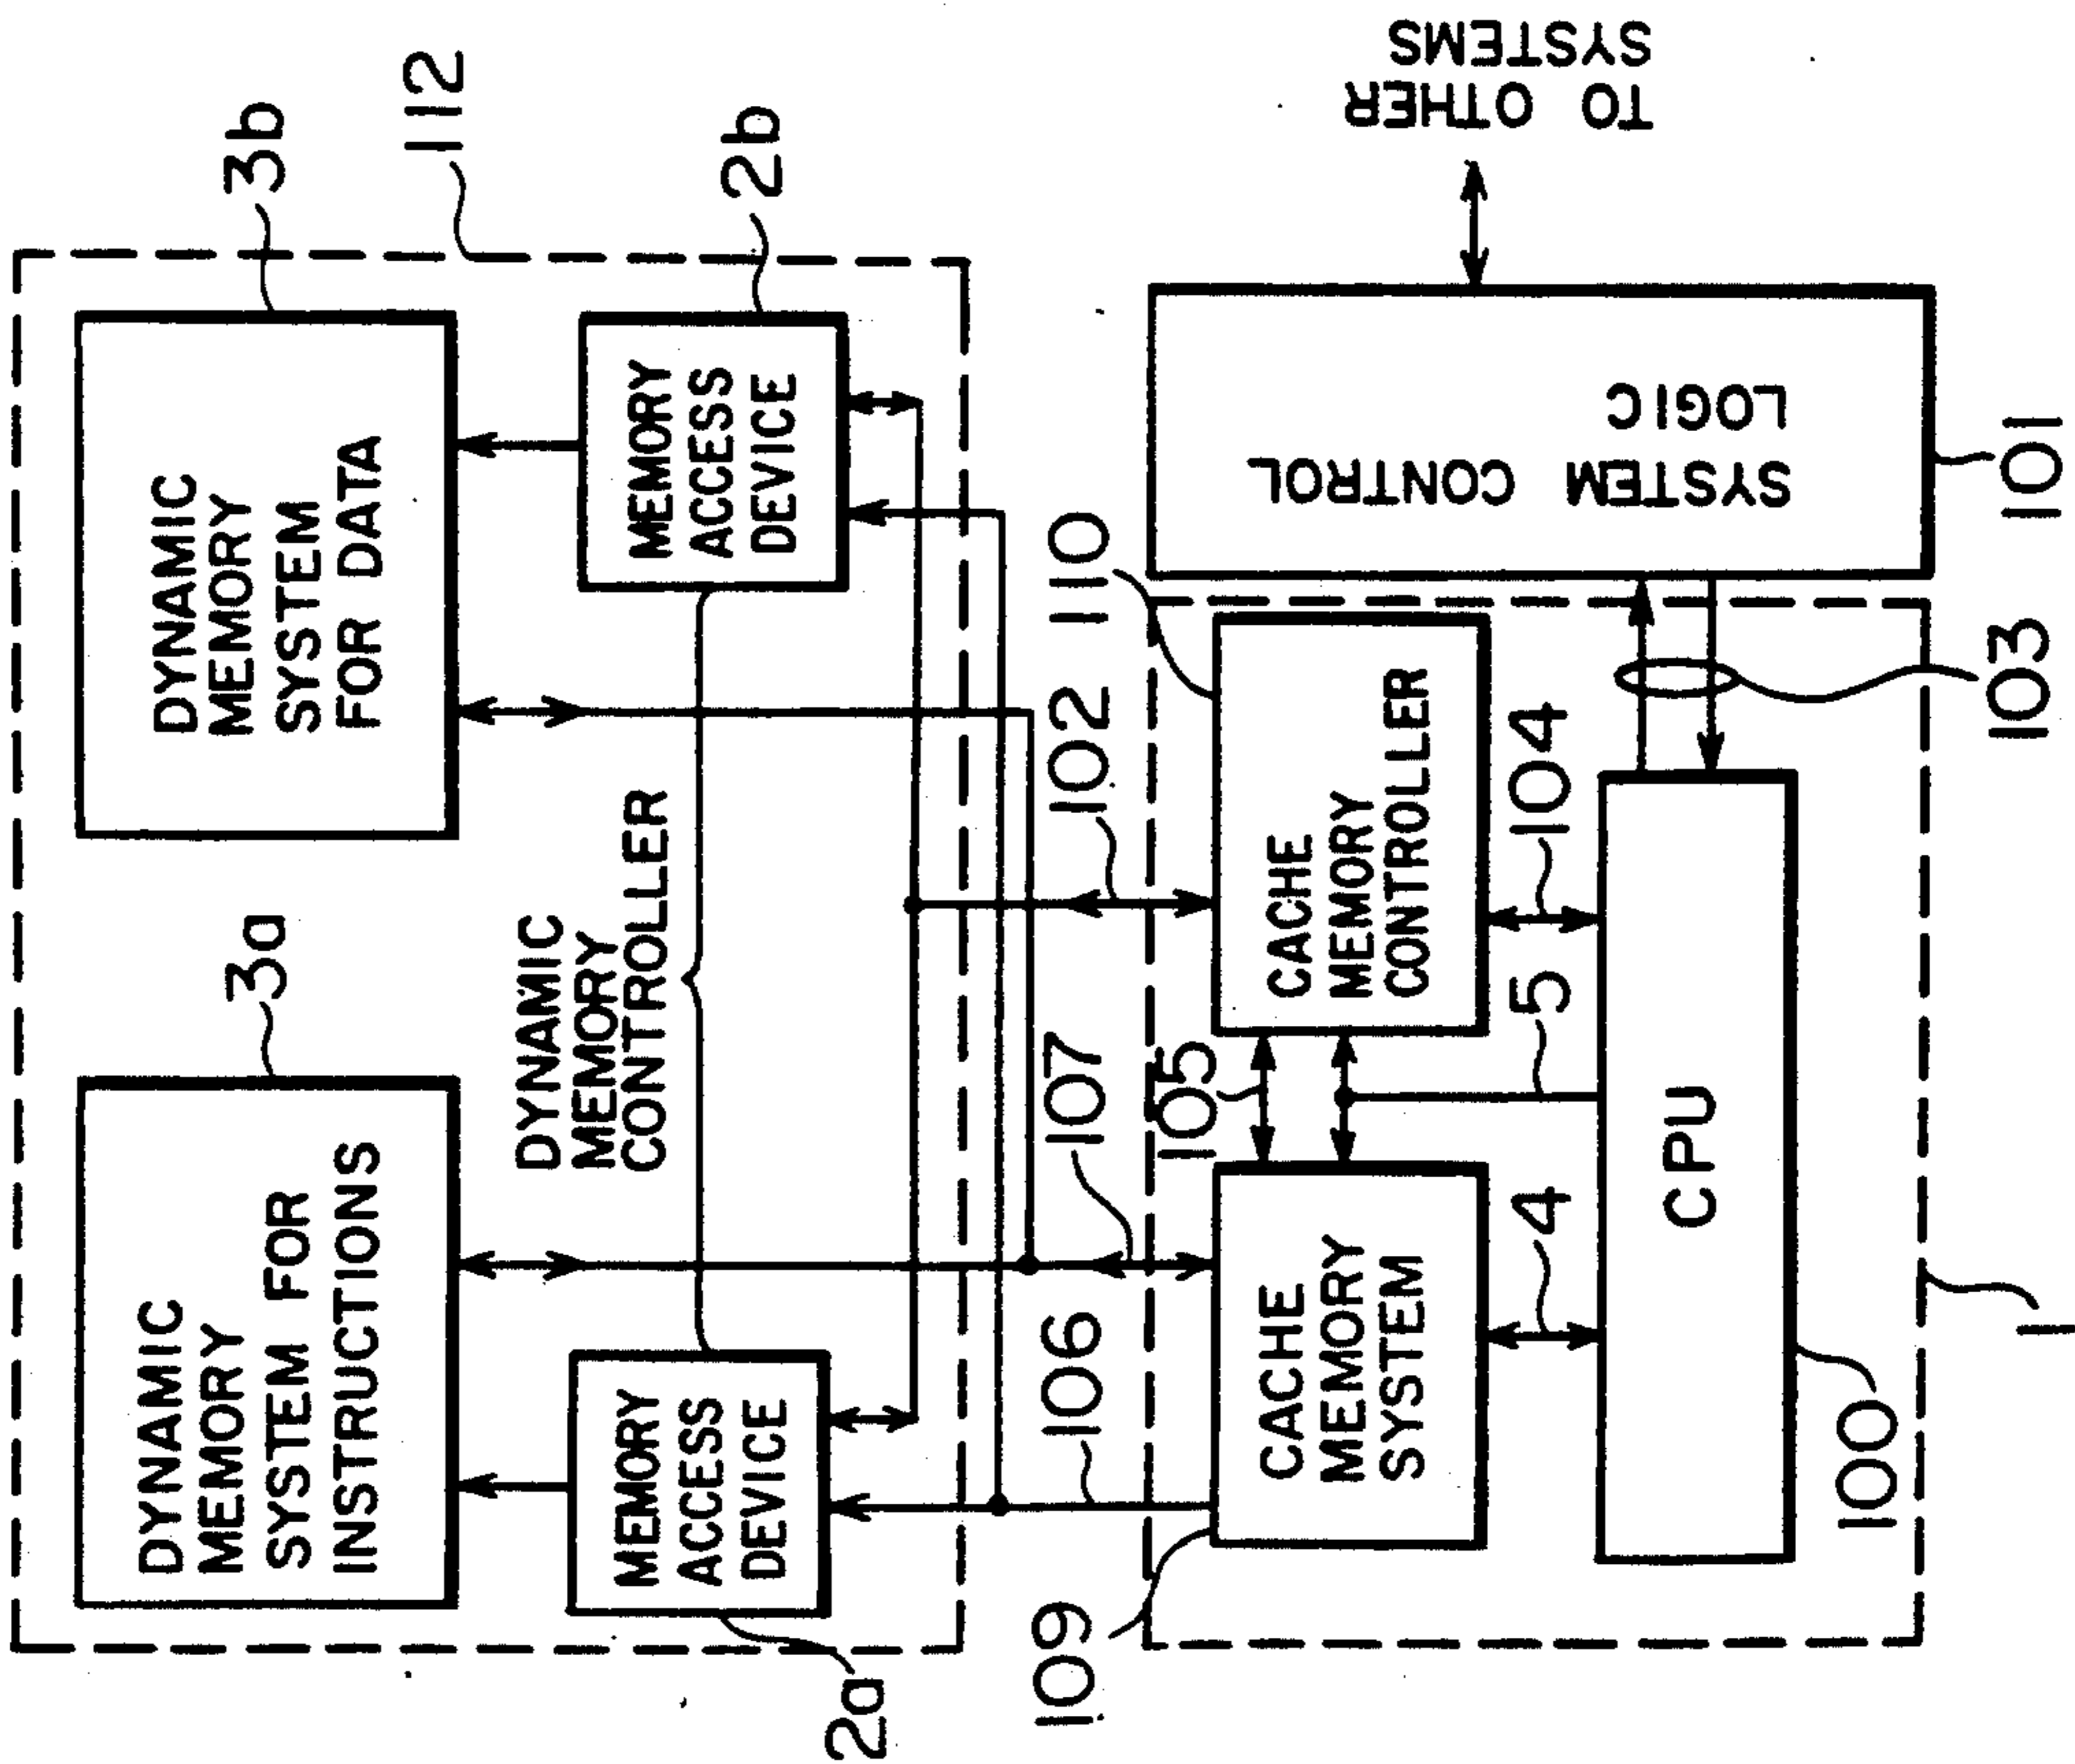 3a
3b
112
DYNAMIC
MEMORY
SYSTEM FOR
INSTRUCTIONS
DYNAMIC
MEMORY
SYSTEM
FOR DATA
DYNAMIC
MEMORY
CONTROLLER
MEMORY
ACCESS
DEVICE
MEMORY
ACCESS
DEVICE
2a
2b
109
106
107
102
110
105
CACHE
MEMORY
SYSTEM
CACHE
MEMORY
CONTROLLER
4
5
104
CPU
100
1
103
SYSTEM CONTROL
LOGIC
101
TO OTHER
SYSTEMS